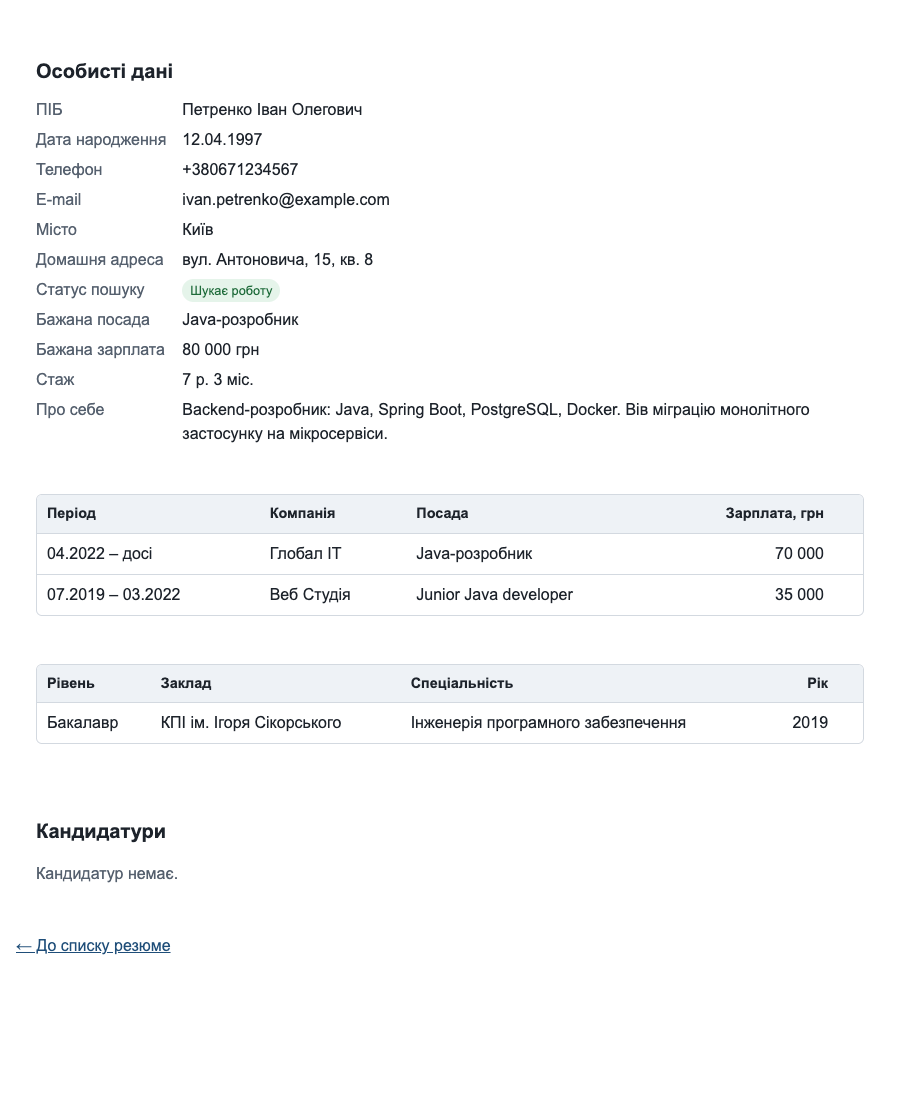 Особисті дані
ПІБ Петренко Іван Олегович
Дата народження 12.04.1997
Телефон +380671234567
E-mail ivan.petrenko@example.com
Місто Київ
Домашня адреса вул. Антоновича, 15, кв. 8
Статус пошуку Шукає роботу
Бажана посада Java-розробник
Бажана зарплата 80 000 грн
Стаж 7 р. 3 міс.
Про себе Backend-розробник: Java, Spring Boot, PostgreSQL, Docker. Вів міграцію монолітного
застосунку на мікросервіси.
Період Компанія Посада Зарплата, грн
04.2022 – досі Глобал ІТ Java-розробник 70 000
07.2019 – 03.2022 Веб Студія Junior Java developer 35 000
Рівень Заклад Спеціальність Рік
Бакалавр КПІ ім. Ігоря Сікорського Інженерія програмного забезпечення 2019
Кандидатури
Кандидатур немає.
← До списку резюме